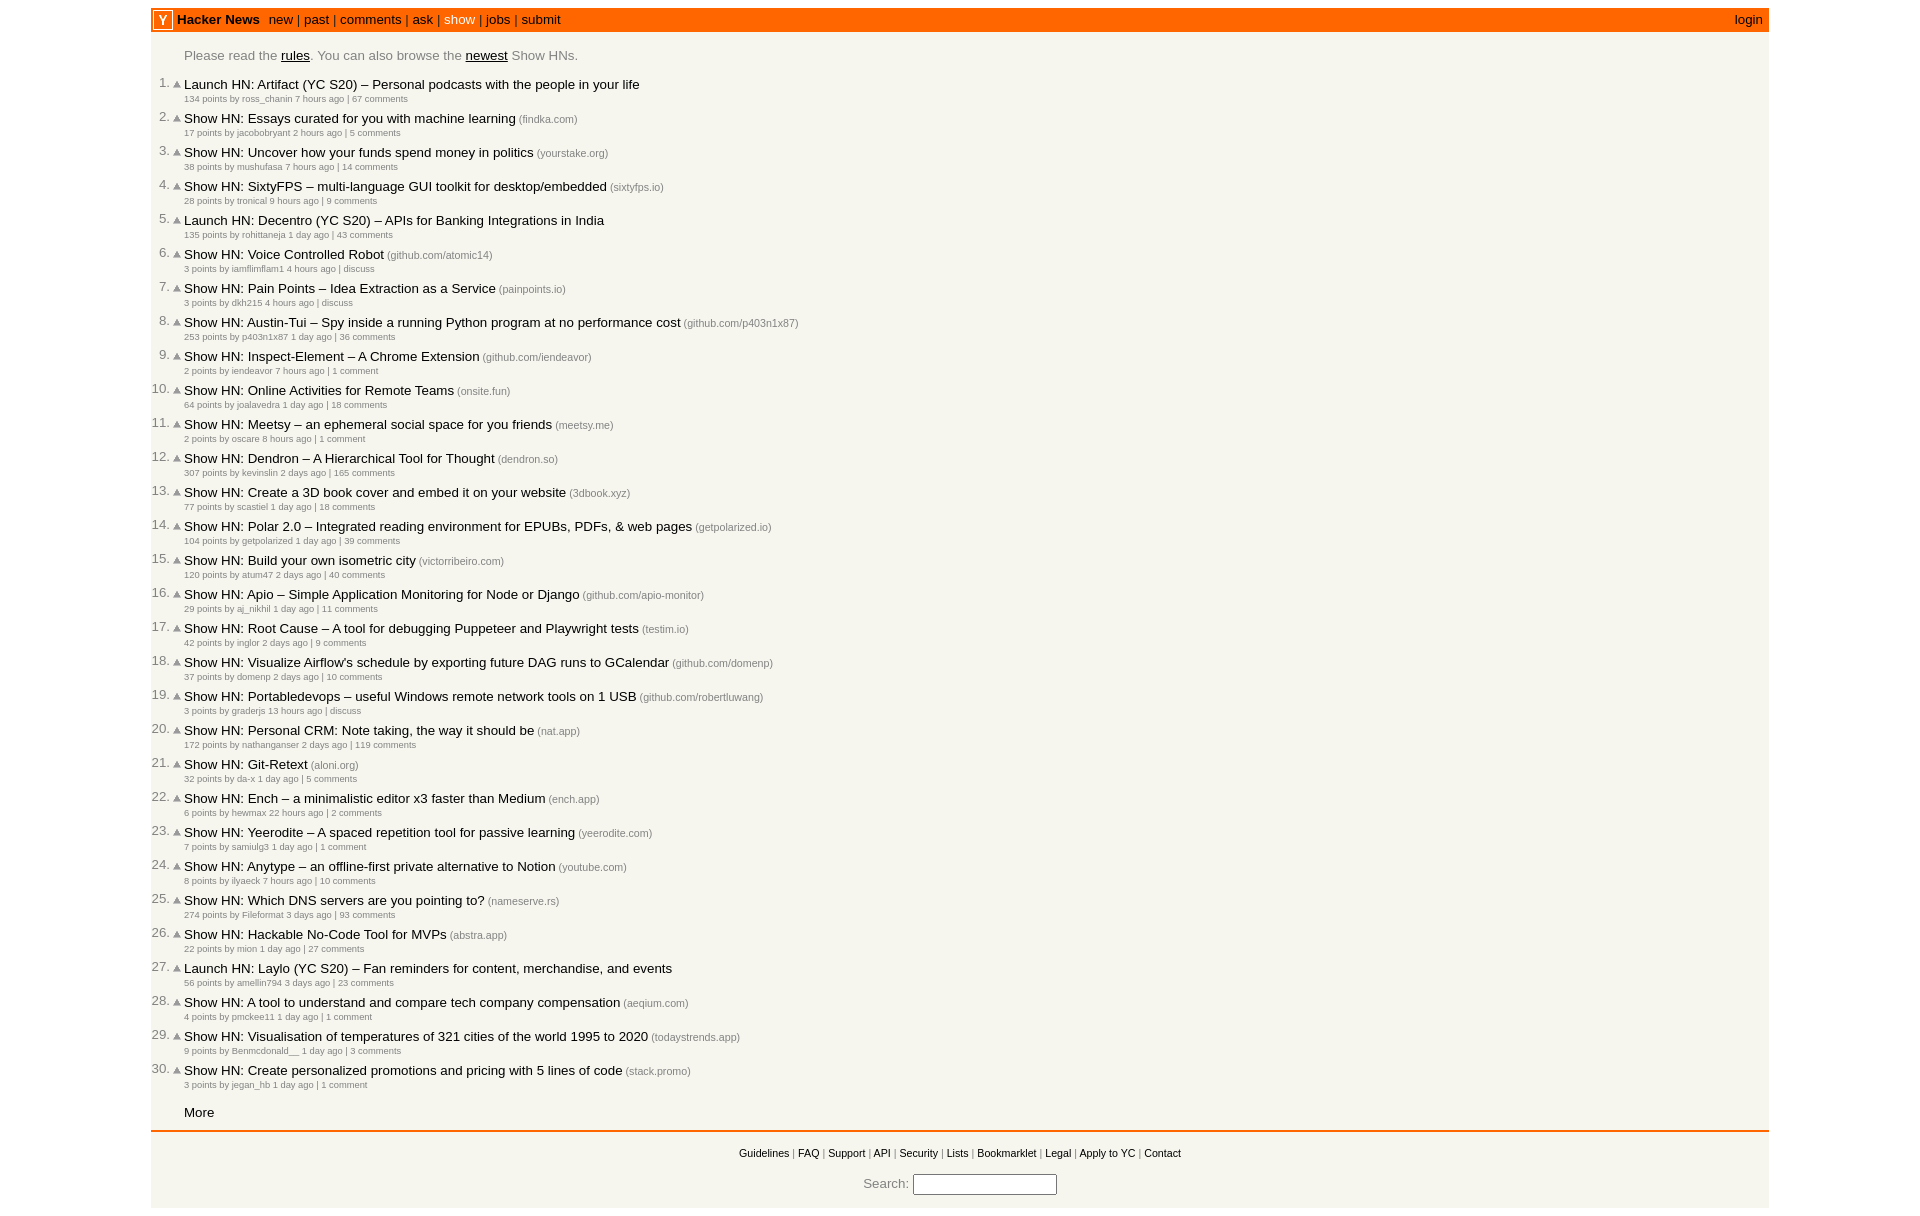 Y Hacker News new | past | comments | ask | show | jobs | submit login
Please read the rules. You can also browse the newest Show HNs.
1. Launch HN: Artifact (YC S20) – Personal podcasts with the people in your life
134 points by ross_chanin 7 hours ago | 67 comments
2. Show HN: Essays curated for you with machine learning (findka.com)
17 points by jacobobryant 2 hours ago | 5 comments
3. Show HN: Uncover how your funds spend money in politics (yourstake.org)
38 points by mushufasa 7 hours ago | 14 comments
4. Show HN: SixtyFPS – multi-language GUI toolkit for desktop/embedded (sixtyfps.io)
28 points by tronical 9 hours ago | 9 comments
5. Launch HN: Decentro (YC S20) – APIs for Banking Integrations in India
135 points by rohittaneja 1 day ago | 43 comments
6. Show HN: Voice Controlled Robot (github.com/atomic14)
3 points by iamflimflam1 4 hours ago | discuss
7. Show HN: Pain Points – Idea Extraction as a Service (painpoints.io)
3 points by dkh215 4 hours ago | discuss
8. Show HN: Austin-Tui – Spy inside a running Python program at no performance cost (github.com/p403n1x87)
253 points by p403n1x87 1 day ago | 36 comments
9. Show HN: Inspect-Element – A Chrome Extension (github.com/iendeavor)
2 points by iendeavor 7 hours ago | 1 comment
10. Show HN: Online Activities for Remote Teams (onsite.fun)
64 points by joalavedra 1 day ago | 18 comments
11. Show HN: Meetsy – an ephemeral social space for you friends (meetsy.me)
2 points by oscare 8 hours ago | 1 comment
12. Show HN: Dendron – A Hierarchical Tool for Thought (dendron.so)
307 points by kevinslin 2 days ago | 165 comments
13. Show HN: Create a 3D book cover and embed it on your website (3dbook.xyz)
77 points by scastiel 1 day ago | 18 comments
14. Show HN: Polar 2.0 – Integrated reading environment for EPUBs, PDFs, & web pages (getpolarized.io)
104 points by getpolarized 1 day ago | 39 comments
15. Show HN: Build your own isometric city (victorribeiro.com)
120 points by atum47 2 days ago | 40 comments
16. Show HN: Apio – Simple Application Monitoring for Node or Django (github.com/apio-monitor)
29 points by aj_nikhil 1 day ago | 11 comments
17. Show HN: Root Cause – A tool for debugging Puppeteer and Playwright tests (testim.io)
42 points by inglor 2 days ago | 9 comments
18. Show HN: Visualize Airflow's schedule by exporting future DAG runs to GCalendar (github.com/domenp)
37 points by domenp 2 days ago | 10 comments
19. Show HN: Portabledevops – useful Windows remote network tools on 1 USB (github.com/robertluwang)
3 points by graderjs 13 hours ago | discuss
20. Show HN: Personal CRM: Note taking, the way it should be (nat.app)
172 points by nathanganser 2 days ago | 119 comments
21. Show HN: Git-Retext (aloni.org)
32 points by da-x 1 day ago | 5 comments
22. Show HN: Ench – a minimalistic editor x3 faster than Medium (ench.app)
6 points by hewmax 22 hours ago | 2 comments
23. Show HN: Yeerodite – A spaced repetition tool for passive learning (yeerodite.com)
7 points by samiulg3 1 day ago | 1 comment
24. Show HN: Anytype – an offline-first private alternative to Notion (youtube.com)
8 points by ilyaeck 7 hours ago | 10 comments
25. Show HN: Which DNS servers are you pointing to? (nameserve.rs)
274 points by Fileformat 3 days ago | 93 comments
26. Show HN: Hackable No-Code Tool for MVPs (abstra.app)
22 points by mion 1 day ago | 27 comments
27. Launch HN: Laylo (YC S20) – Fan reminders for content, merchandise, and events
56 points by amellin794 3 days ago | 23 comments
28. Show HN: A tool to understand and compare tech company compensation (aeqium.com)
4 points by pmckee11 1 day ago | 1 comment
29. Show HN: Visualisation of temperatures of 321 cities of the world 1995 to 2020 (todaystrends.app)
9 points by Benmcdonald__ 1 day ago | 3 comments
30. Show HN: Create personalized promotions and pricing with 5 lines of code (stack.promo)
3 points by jegan_hb 1 day ago | 1 comment
More
Guidelines | FAQ | Support | API | Security | Lists | Bookmarklet | Legal | Apply to YC | Contact
Search: